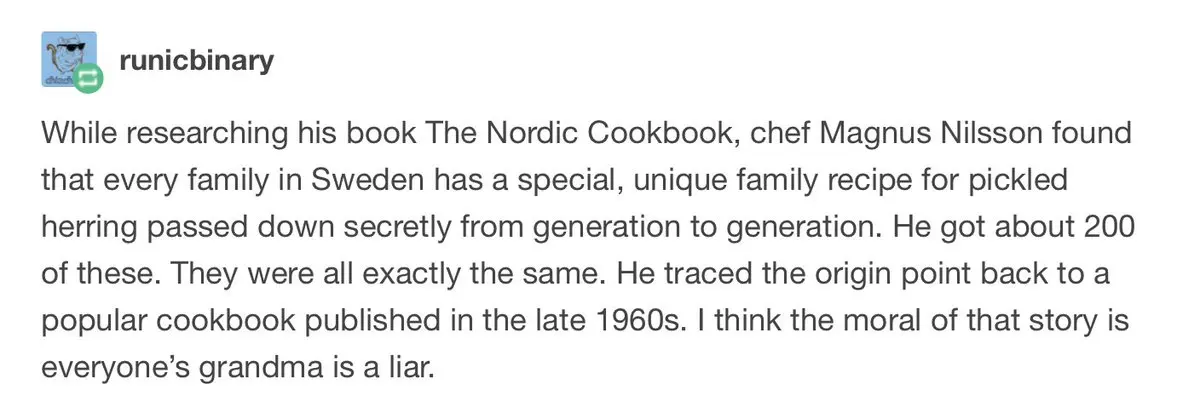 runicbinary
While researching his book The Nordic Cookbook, chef Magnus Nilsson found
that every family in Sweden has a special, unique family recipe for pickled
herring passed down secretly from generation to generation. He got about 200
of these. They were all exactly the same. He traced the origin point back to a
popular cookbook published in the late 1960s. I think the moral of that story is
everyone’s grandma is a liar.